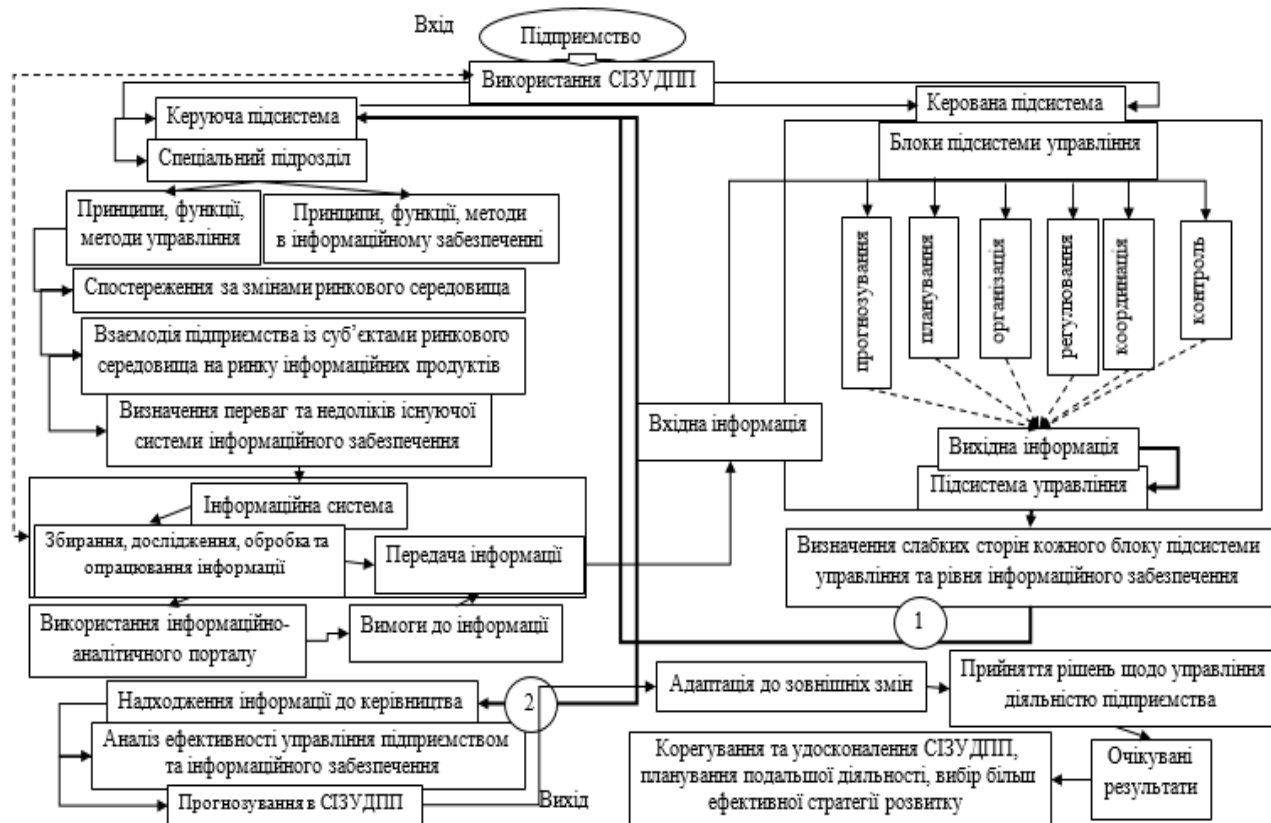 Вхід
Підприємство
Використання СІЗУДПП
Керуюча підсистема
Керована підсистема
Спеціальний підрозділ
Блоки підсистеми управління
Принципи, функції,
методи управління
Принципи, функції, методи
в інформаційному забезпеченні
прогнозування
планування
організація
регулювання
координація
контроль
Спостереження за змінами ринкового середовища
Взаємодія підприємства із суб’єктами ринкового
середовища на ринку інформаційних продуктів
Визначення переваг та недоліків існуючої
системи інформаційного забезпечення
Вхідна інформація
Вихідна інформація
Підсистема управління
Інформаційна система
Збирання, дослідження, обробка та
опрацювання інформації
Передача інформації
Визначення слабких сторін кожного блоку підсистеми
управління та рівня інформаційного забезпечення
Використання інформаційно-
аналітичного порталу
Вимоги до інформації
1
Надходження інформації до керівництва
2
Адаптація до зовнішніх змін
Прийняття рішень щодо управління
діяльністю підприємства
Аналіз ефективності управління підприємством
та інформаційного забезпечення
Прогнозування в СІЗУДПП
Вихід
Корегування та удосконалення СІЗУДПП,
планування подальшої діяльності, вибір більш
ефективної стратегії розвитку
Очікувані
результати